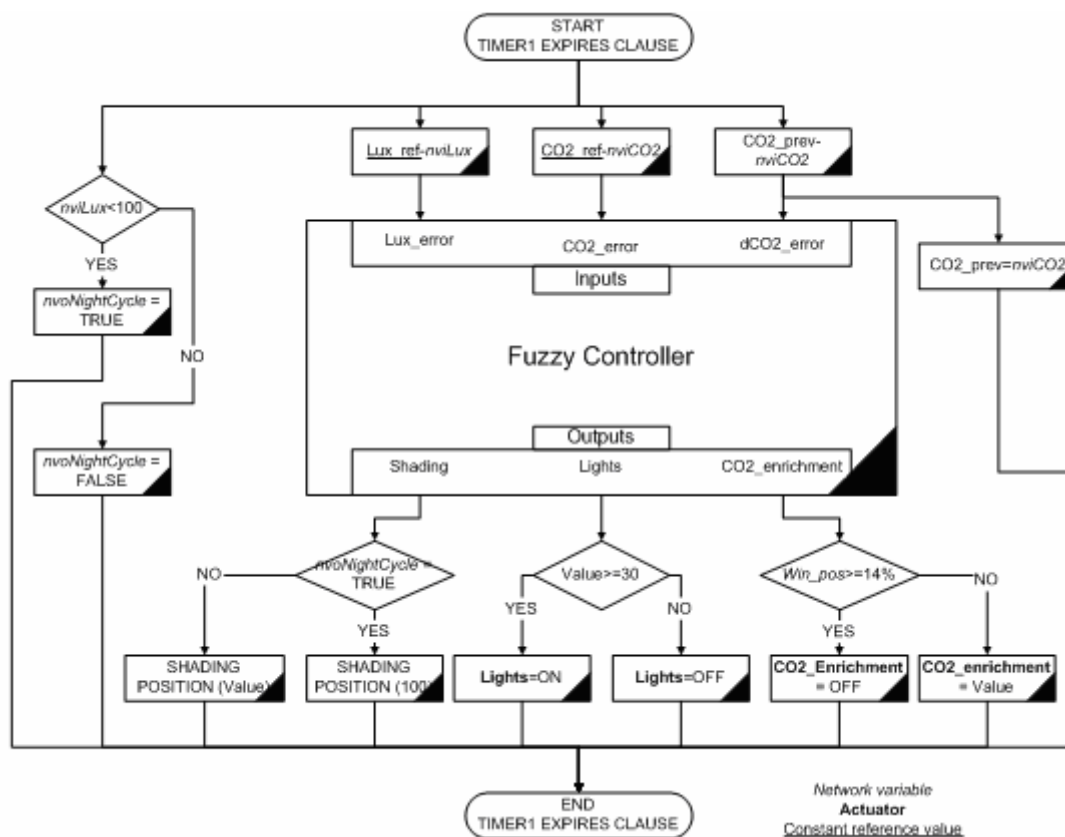 START
TIMER1 EXPIRES CLAUSE
Lux_ref-nviLux
CO2_ref-nviCO2
CO2_prev-
nviCO2
nviLux<100
Lux_error
CO2_error
dCO2_error
Inputs
CO2_prev=nviCO2
YES
nvoNightCycle =
TRUE
NO
Fuzzy Controller
nvoNightCycle =
FALSE
Outputs
Shading
Lights
CO2_enrichment
nvoNightCycle =
TRUE
Value>=30
Win_pos>=14%
NO
YES
YES
NO
YES
NO
SHADING
POSITION (Value)
SHADING
POSITION (100)
Lights=ON
Lights=OFF
CO2_Enrichment
= OFF
CO2_enrichment
= Value
END
TIMER1 EXPIRES CLAUSE
Network variable
Actuator
Constant reference value